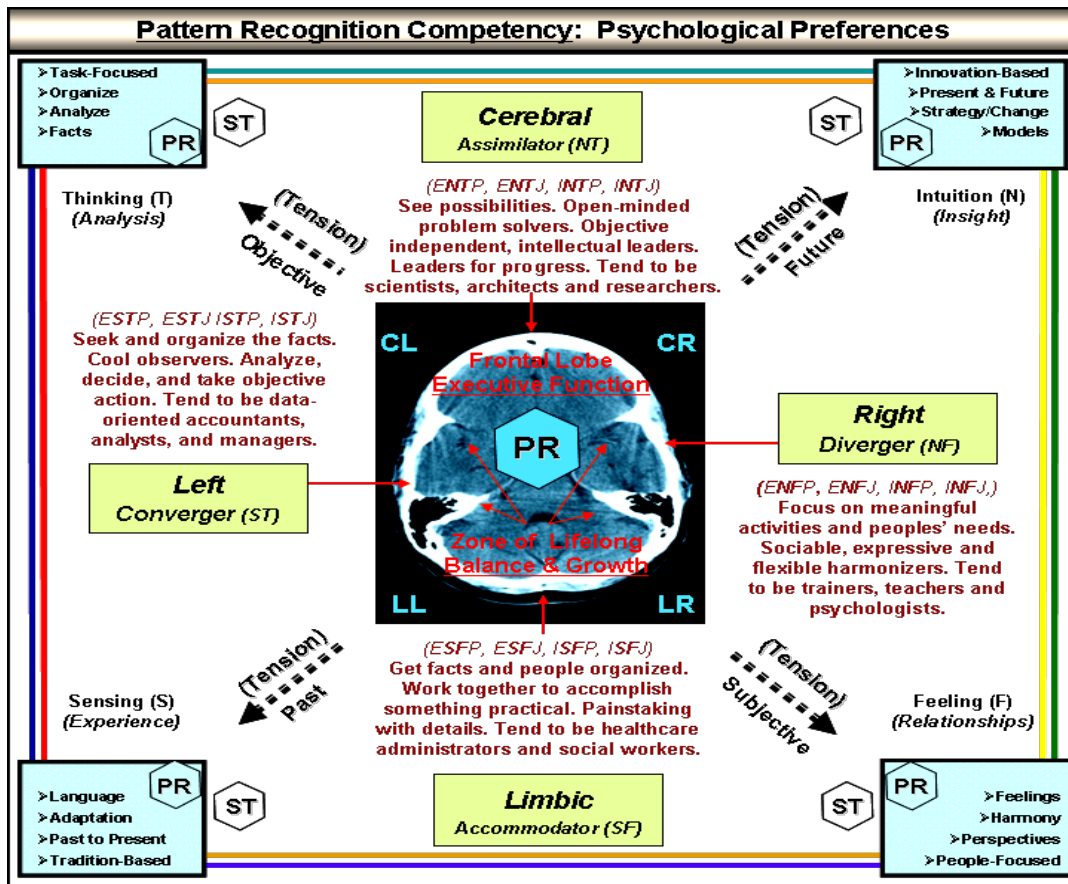 Pattern Recognition Competency: Psychological Preferences
➢Task-Focused
➢Organize
➢Analyze
➢Facts
PR
ST
Cerebral
Assimilator (NT)
ST
➢Innovation-Based
➢Present & Future
➢Strategy/Change
➢Models
PR
Thinking (T)
(Analysis)
(Tension)
Objective
(ENTP, ENTJ, INTP, INTJ)
See possibilities. Open-minded
problem solvers. Objective
independent, intellectual leaders.
Leaders for progress. Tend to be
scientists, architects and researchers.
(Tension)
Future
Intuition (N)
(Insight)
(ESTP, ESTJ ISTP, ISTJ)
Seek and organize the facts.
Cool observers. Analyze,
decide, and take objective
action. Tend to be data-
oriented accountants,
analysts, and managers.
Left
Converger (ST)
CL
CR
Frontal Lobe
Executive Function
PR
Zone of Lifelong
Balance & Growth
LL
LR
Right
Diverger (NF)
(ENFP, ENFJ, INFP, INFJ,)
Focus on meaningful
activities and peoples’ needs.
Sociable, expressive and
flexible harmonizers. Tend
to be trainers, teachers and
psychologists.
(Tension)
Past
(ESFP, ESFJ, ISFP, ISFJ)
Get facts and people organized.
Work together to accomplish
something practical. Painstaking
with details. Tend to be healthcare
administrators and social workers.
(Tension)
Subjective
Sensing (S)
(Experience)
Feeling (F)
(Relationships)
PR
➢Language
➢Adaptation
➢Past to Present
➢Tradition-Based
ST
Limbic
Accommodator (SF)
ST
PR
➢Feelings
➢Harmony
➢Perspectives
➢People-Focused